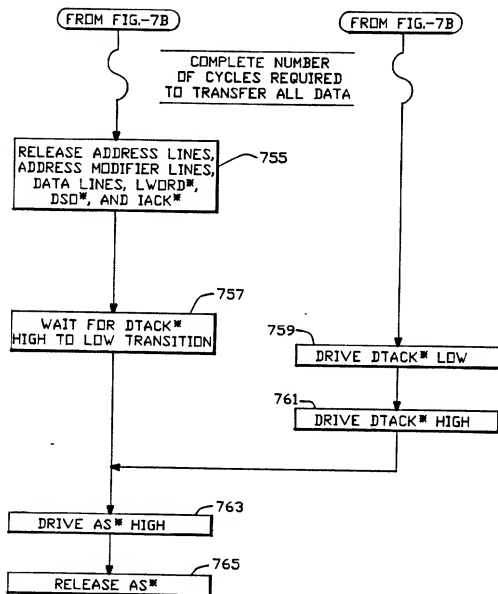 FROM FIG.-7B
FROM FIG.-7B
COMPLETE NUMBER
OF CYCLES REQUIRED
TO TRANSFER ALL DATA
RELEASE ADDRESS LINES,
ADDRESS MODIFIER LINES,
DATA LINES, LWORD*,
DS0*, AND IACK*
755
757
WAIT FOR DTACK*
HIGH TO LOW TRANSITION
759
DRIVE DTACK* LOW
761
DRIVE DTACK* HIGH
763
DRIVE AS* HIGH
765
RELEASE AS*